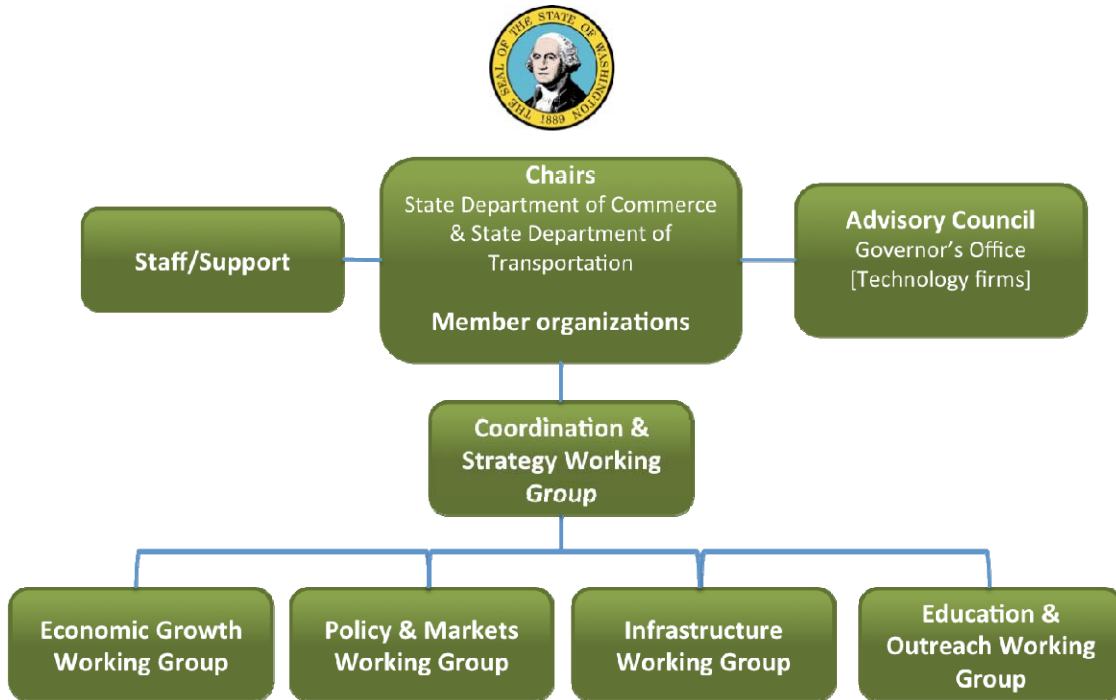 THE SEAL OF THE STATE OF WASHINGTON
1889
Chairs
State Department of Commerce
& State Department of
Transportation
Member organizations
Staff/Support
Advisory Council
Governor's Office
[Technology firms]
Coordination &
Strategy Working
Group
Economic Growth
Working Group
Policy & Markets
Working Group
Infrastructure
Working Group
Education &
Outreach Working
Group